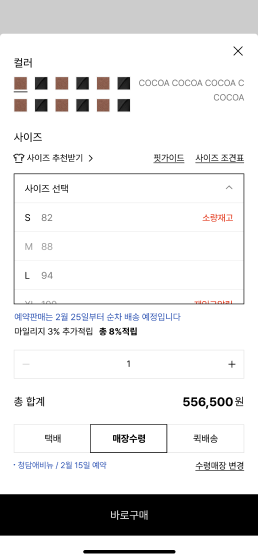 컬러
COCOA COCOA COCOA C
COCOA
사이즈
사이즈 추천받기
핏가이드
사이즈 조견표
사이즈 선택
S 82 소량재고
M 88
L 94
XL 100
예약판매는 2월 25일부터 순차 배송 예정입니다
마일리지 3% 추가적립 총 8%적립
1
총 합계
556,500원
택배
매장수령
퀵배송
· 청담애비뉴 / 2월 15일 예약
수령매장 변경
바로구매